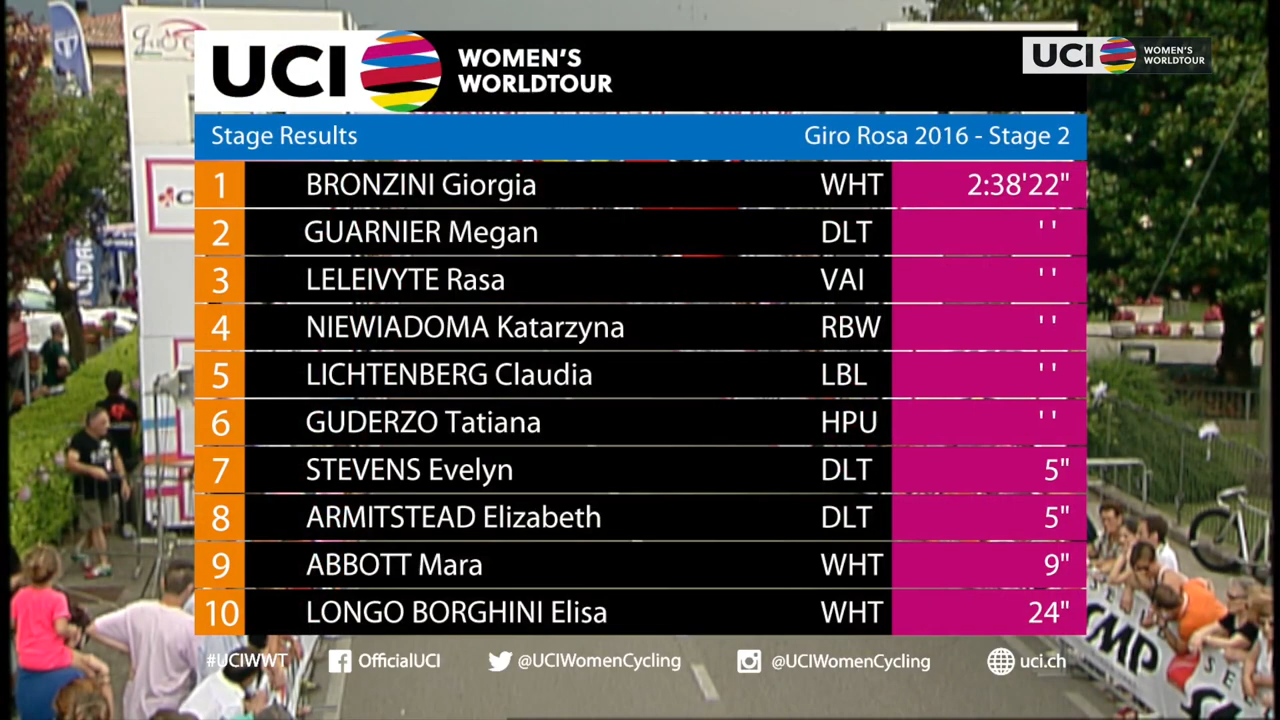 UCI WOMEN'S WORLDTOUR
UCI WOMEN'S WORLDTOUR
Stage Results Giro Rosa 2016 - Stage 2
1 BRONZINI Giorgia WHT 2:38'22"
2 GUARNIER Megan DLT ' '
3 LELEIVYTE Rasa VAI ' '
4 NIEWIADOMA Katarzyna RBW ' '
5 LICHTENBERG Claudia LBL ' '
6 GUDERZO Tatiana HPU ' '
7 STEVENS Evelyn DLT 5"
8 ARMITSTEAD Elizabeth DLT 5"
9 ABBOTT Mara WHT 9"
10 LONGO BORGHINI Elisa WHT 24"
#UCIWWT OfficialUCI @UCIWomenCycling @UCIWomenCycling uci.ch